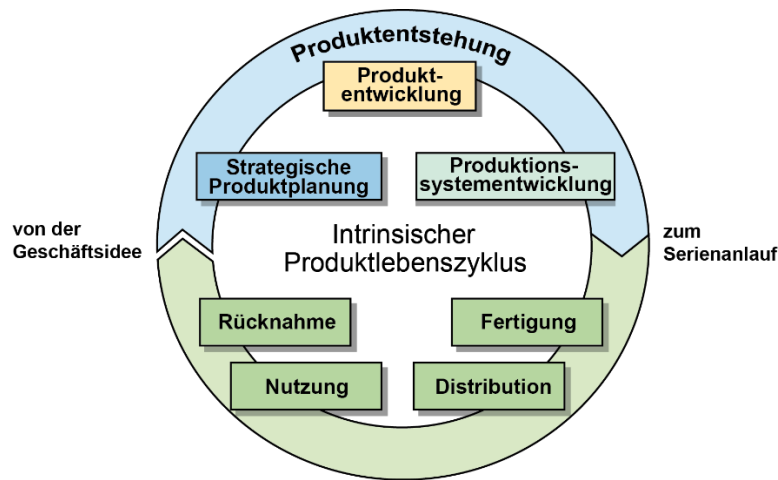 Produktentstehung
Produkt-
entwicklung
Strategische
Produktplanung
Produktions-
systementwicklung
von der
Geschäftsidee
Intrinsischer
Produktlebenszyklus
zum
Serienanlauf
Rücknahme
Fertigung
Nutzung
Distribution